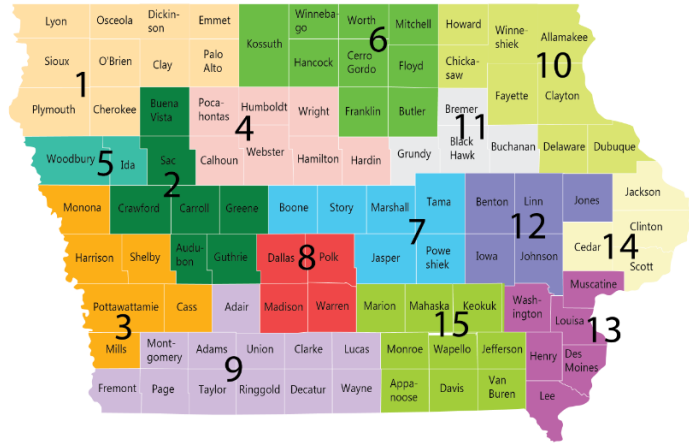 Lyon
Osceola
Dickin-
son
Emmet
Kossuth
Winneba-
go
Worth
Mitchell
Howard
Winne-
shiek
Allamakee
Sioux
O'Brien
Clay
Palo
Alto
Hancock
Cerro
Gordo
Floyd
Chicka-
saw
1
6
10
Plymouth
Cherokee
Buena
Vista
Poca-
hontas
Humboldt
Wright
Franklin
Butler
Bremer
Fayette
Clayton
4
11
Woodbury
Ida
Sac
Calhoun
Webster
Hamilton
Hardin
Grundy
Black
Hawk
Buchanan
Delaware
Dubuque
5
2
Monona
Crawford
Carroll
Greene
Boone
Story
Marshall
Tama
Benton
Linn
Jones
Jackson
Clinton
7
12
14
Harrison
Shelby
Audu-
bon
Guthrie
Dallas
Polk
Jasper
Powe
shiek
Iowa
Johnson
Cedar
Scott
8
Muscatine
Pottawattamie
Cass
Adair
Madison
Warren
Marion
Mahaska
Keokuk
Wash-
ington
Louisa
3
15
13
Mills
Mont-
gomery
Adams
Union
Clarke
Lucas
Monroe
Wapello
Jefferson
Henry
Des
Moines
9
Fremont
Page
Taylor
Ringgold
Decatur
Wayne
Appa-
noose
Davis
Van
Buren
Lee